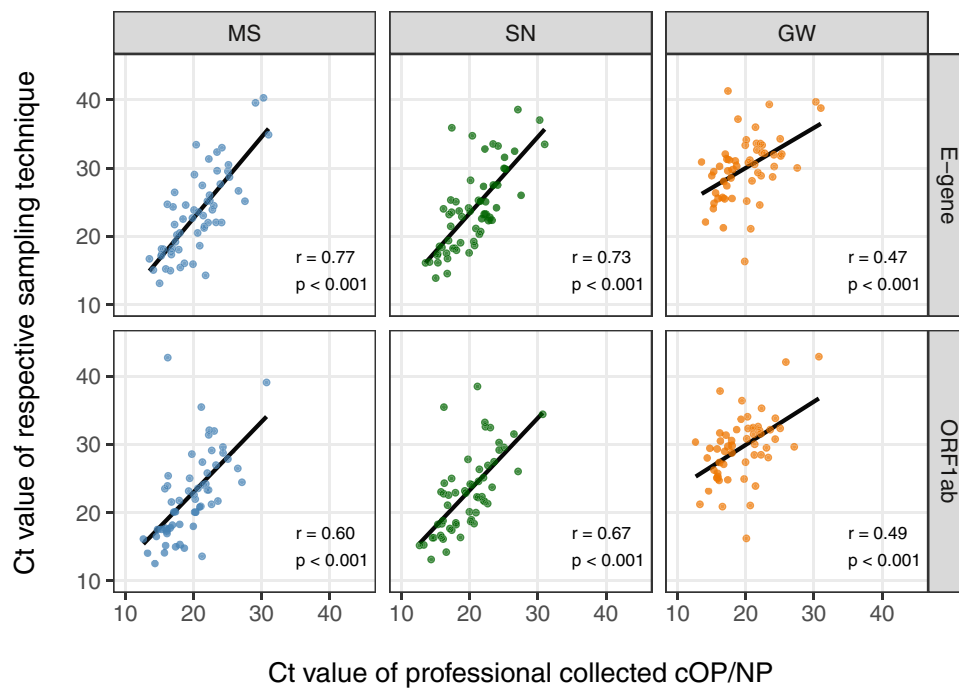 MS SN GW
Ct value of respective sampling technique
40
30
20
10
r = 0.77
p < 0.001
r = 0.73
p < 0.001
r = 0.47
p < 0.001
E−gene
40
30
20
10
r = 0.60
p < 0.001
r = 0.67
p < 0.001
r = 0.49
p < 0.001
ORF1ab
10 20 30 40 10 20 30 40 10 20 30 40
Ct value of professional collected cOP/NP